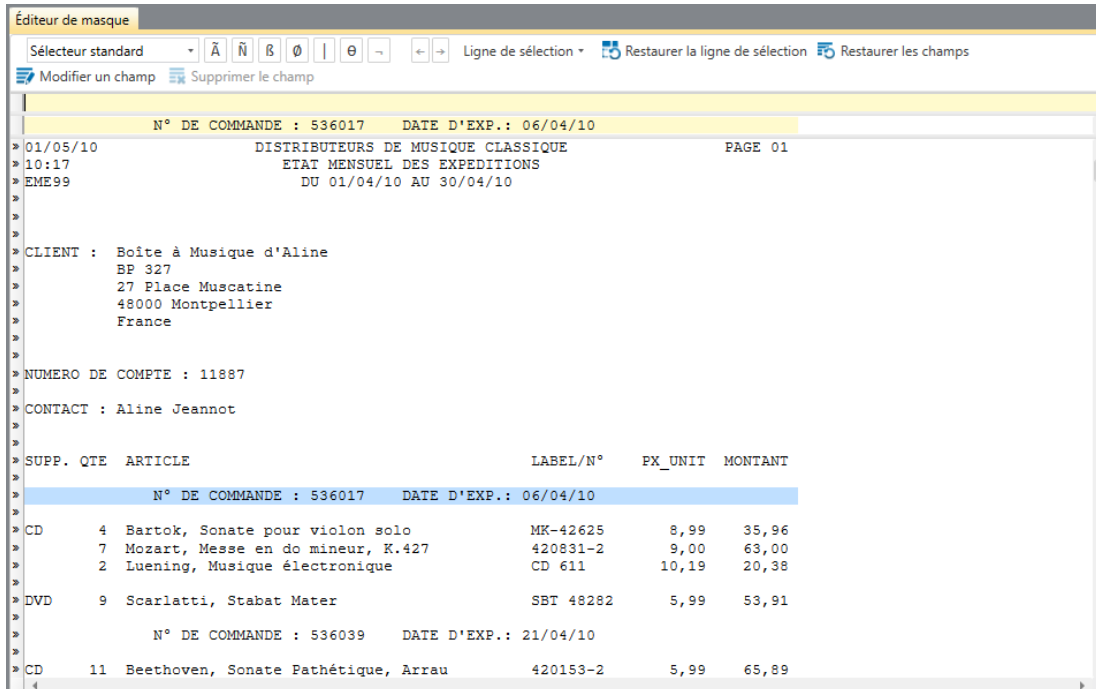 Éditeur de masque
Sélecteur standard Ã Ñ ß Ø | θ ¬ ← → Ligne de sélection Restaurer la ligne de sélection Restaurer les champs
Modifier un champ Supprimer le champ
N° DE COMMANDE : 536017 DATE D'EXP.: 06/04/10
01/05/10 DISTRIBUTEURS DE MUSIQUE CLASSIQUE PAGE 01
10:17 ETAT MENSUEL DES EXPEDITIONS
EME99 DU 01/04/10 AU 30/04/10
CLIENT : Boîte à Musique d'Aline
BP 327
27 Place Muscatine
48000 Montpellier
France
NUMERO DE COMPTE : 11887
CONTACT : Aline Jeannot
SUPP. QTE ARTICLE LABEL/N° PX_UNIT MONTANT
N° DE COMMANDE : 536017 DATE D'EXP.: 06/04/10
CD 4 Bartok, Sonate pour violon solo MK-42625 8,99 35,96
7 Mozart, Messe en do mineur, K.427 420831-2 9,00 63,00
2 Luening, Musique électronique CD 611 10,19 20,38
DVD 9 Scarlatti, Stabat Mater SBT 48282 5,99 53,91
N° DE COMMANDE : 536039 DATE D'EXP.: 21/04/10
CD 11 Beethoven, Sonate Pathétique, Arrau 420153-2 5,99 65,89